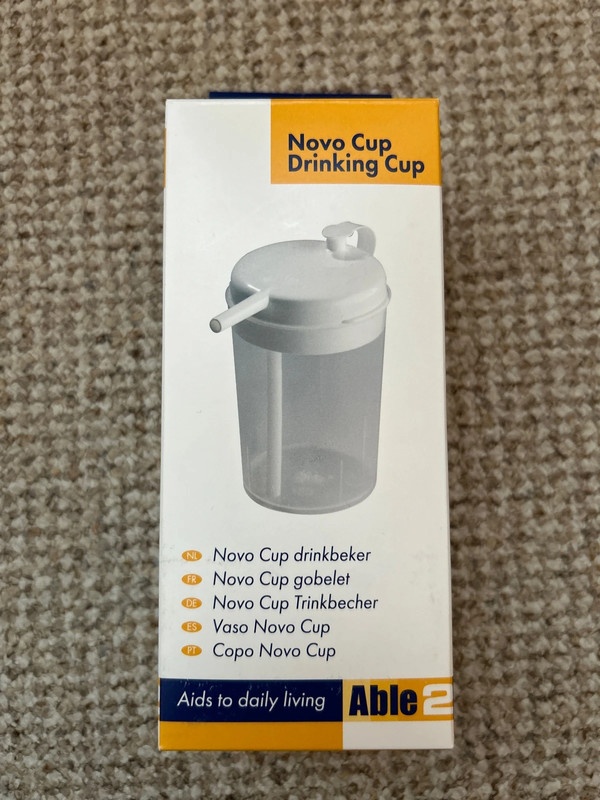 Novo Cup
Drinking Cup
NL Novo Cup drinkbeker
FR Novo Cup gobelet
DE Novo Cup Trinkbecher
ES Vaso Novo Cup
PT Copo Novo Cup
Aids to daily living Able2